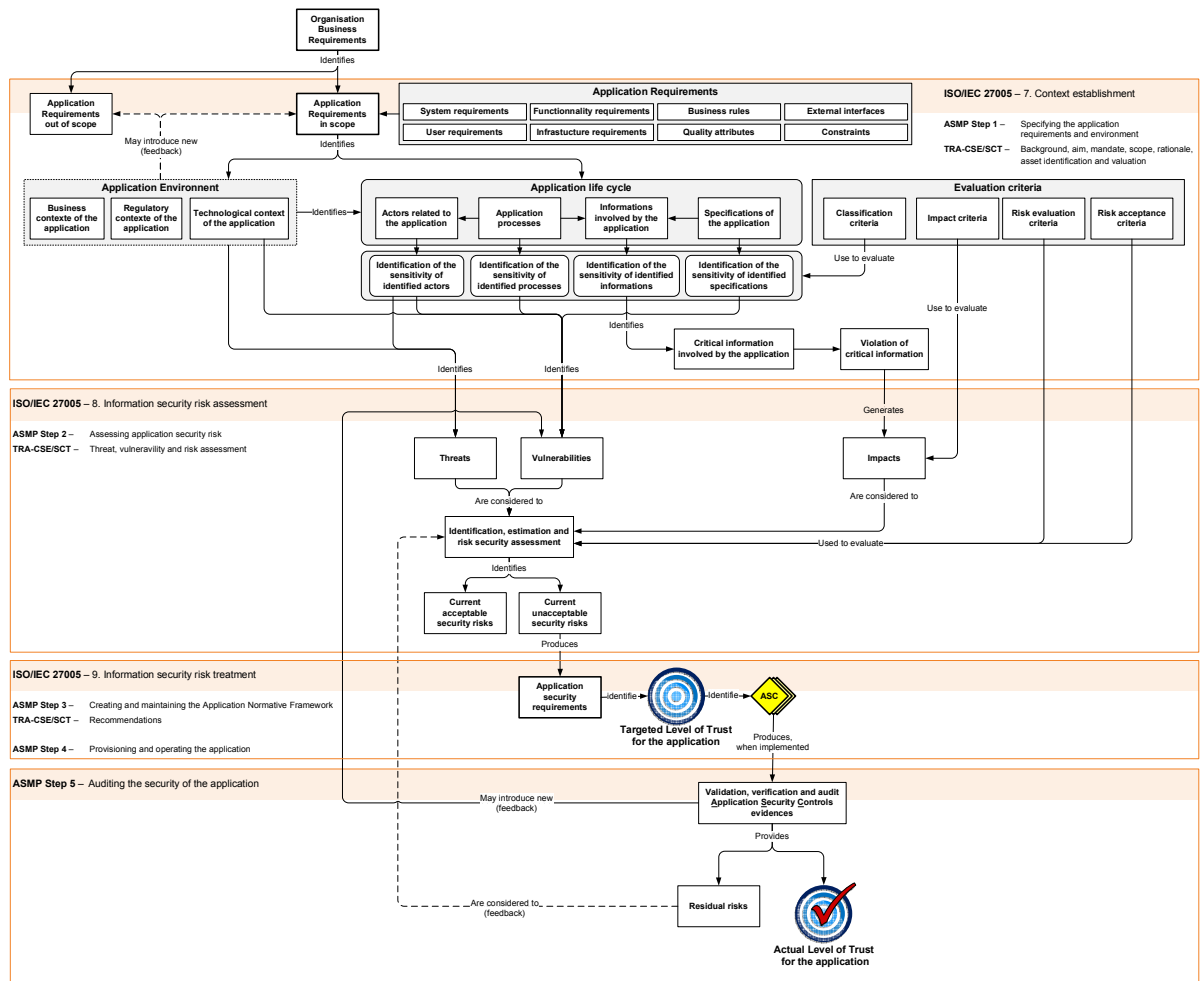 Organisation
Business
Requirements
Identifies
Application
Requirements
out of scope
Application
Requirements
in scope
Application Requirements
System requirements
Functionnality requirements
Business rules
External interfaces
User requirements
Infrastucture requirements
Quality attributes
Constraints
ISO/IEC 27005 – 7. Context establishment
ASMP Step 1 – Specifying the application
requirements and environment
TRA-CSE/SCT – Background, aim, mandate, scope, rationale,
asset identification and valuation
May introduce new
(feedback)
Identifies
Application Environment
Business
contexte of the
application
Regulatory
contexte of the
application
Technological context
of the application
Identifies
Application life cycle
Actors related to
the application
Application
processes
Informations
involved by the
application
Specifications of
the application
Evaluation criteria
Classification
criteria
Impact criteria
Risk evaluation
criteria
Risk acceptance
criteria
Identification of the
sensitivity of
identified actors
Identification of the
sensitivity of
identified processes
Identification of the
sensitivity of identified
informations
Identification of the
sensitivity of identified
specifications
Use to evaluate
Use to evaluate
Identifies
Critical information
involved by the application
Violation of
critical information
Identifies
Identifies
ISO/IEC 27005 – 8. Information security risk assessment
ASMP Step 2 – Assessing application security risk
TRA-CSE/SCT – Threat, vulneravility and risk assessment
Generates
Threats
Vulnerabilities
Impacts
Are considered to
Are considered to
Identification, estimation and
risk security assessment
Used to evaluate
Identifies
Current
acceptable
security risks
Current
unacceptable
security risks
Produces
ISO/IEC 27005 – 9. Information security risk treatment
ASMP Step 3 – Creating and maintaining the Application Normative Framework
TRA-CSE/SCT – Recommendations
ASMP Step 4 – Provisioning and operating the application
Application
security
requirements
Identifie
Targeted Level of Trust
for the application
Identifie
ASC
Produces,
when implemented
ASMP Step 5 – Auditing the security of the application
May introduce new
(feedback)
Validation, verification and audit
Application Security Controls
evidences
Provides
Are considered to
(feedback)
Residual risks
Actual Level of Trust
for the application